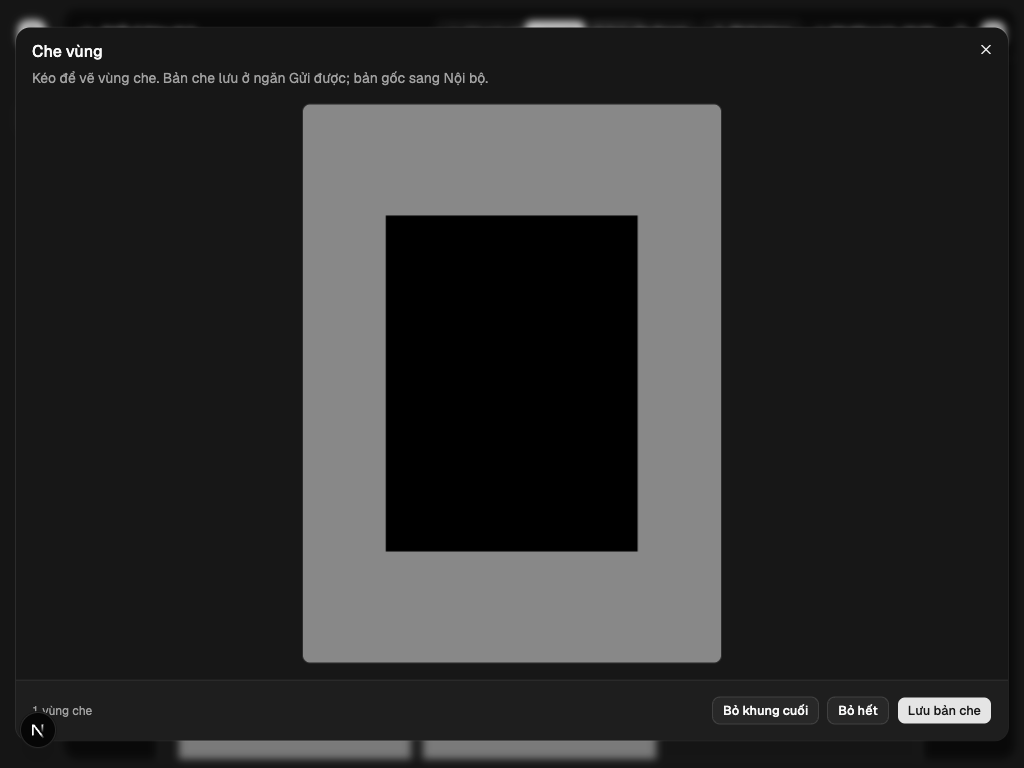 Che vùng
Kéo để vẽ vùng che. Bản che lưu ở ngăn Gửi được; bản gốc sang Nội bộ.
1 vùng che
Bỏ khung cuối
Bỏ hết
Lưu bản che
N